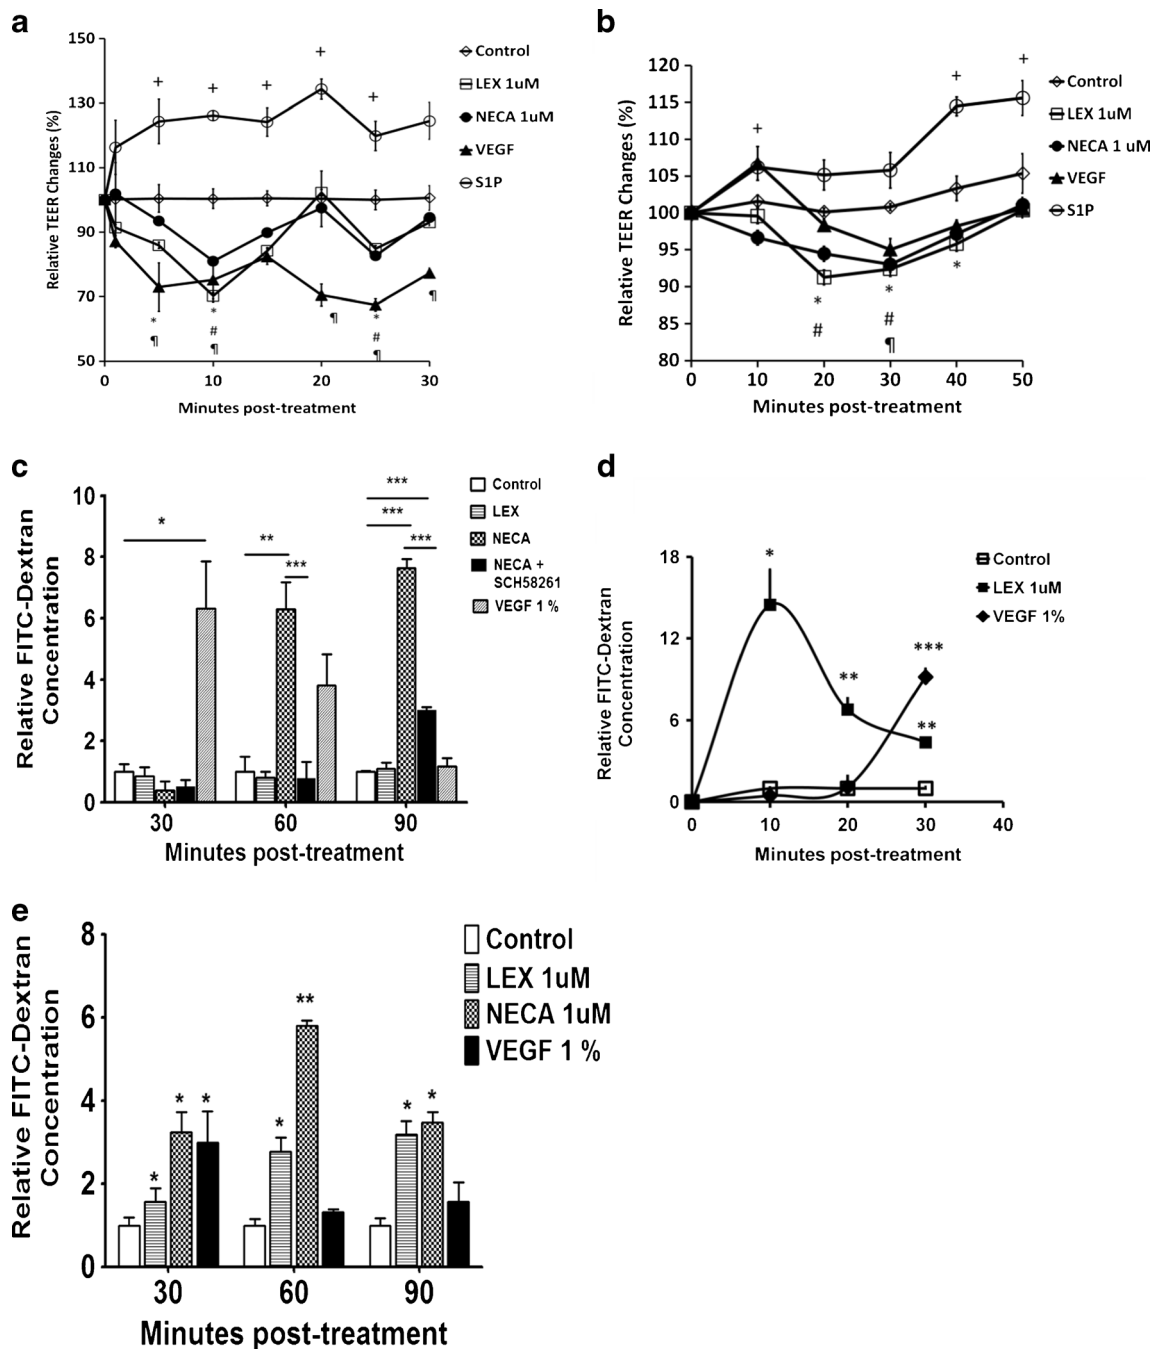 a
150
130
110
90
70
50
Relative TEER Changes (%)
+ + + + +
* # ¶
* ¶
¶
* # ¶
¶
0 10 20 30
Minutes post-treatment
Control
LEX 1uM
NECA 1uM
VEGF
S1P
b
120
115
110
105
100
95
90
85
80
Relative TEER Changes (%)
+ + +
* #
* # ¶
*
0 10 20 30 40 50
Minutes post-treatment
Control
LEX 1uM
NECA 1 uM
VEGF
S1P
c
10
8
6
4
2
0
Relative FITC-Dextran
Concentration
*
**
***
***
***
***
30 60 90
Minutes post-treatment
Control
LEX
NECA
NECA +
SCH58261
VEGF 1 %
d
18
12
6
0
Relative FITC-Dextran
Concentration
*
**
***
**
0 10 20 30 40
Minutes post-treatment
Control
LEX 1uM
VEGF 1%
e
8
6
4
2
0
Relative FITC-Dextran
Concentration
* * *
* **
* *
30 60 90
Minutes post-treatment
Control
LEX 1uM
NECA 1uM
VEGF 1 %